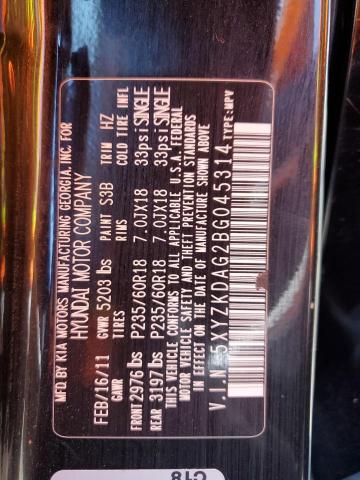 MFD.BY KIA MOTORS MANUFACTURING GEORGIA, INC. FOR
HYUNDAI MOTOR COMPANY
FEB/16/11 GVWR 5203 lbs PAINT S3B TRIM HZ
GAWR TIRES RIMS COLD TIRE INFL
FRONT 2976 lbs P235/60R18 7.0JX18 33psi SINGLE
REAR 3197 lbs P235/60R18 7.0JX18 33psi SINGLE
THIS VEHICLE CONFORMS TO ALL APPLICABLE U.S.A. FEDERAL
MOTOR VEHICLE SAFETY AND THEFT PREVENTION STANDARDS
IN EFFECT ON THE DATE OF MANUFACTURE SHOWN ABOVE
V.I.N: 5XYZKDAG2BG045314 TYPE:MPV
C18